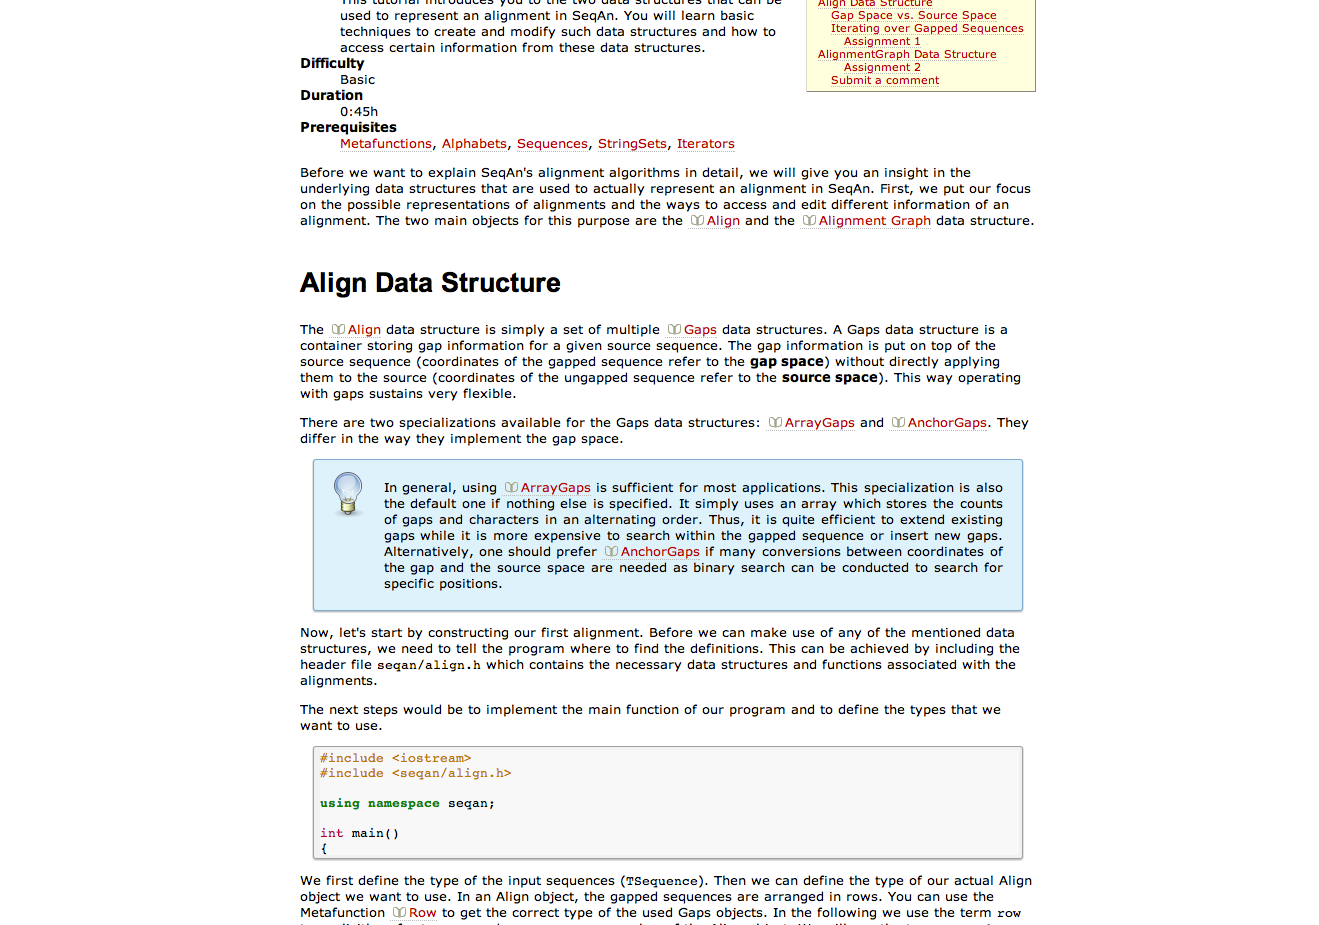 This tutorial introduces you to the two data structures that can be
used to represent an alignment in SeqAn. You will learn basic
techniques to create and modify such data structures and how to
access certain information from these data structures.
Difficulty
Basic
Duration
0:45h
Prerequisites
Metafunctions, Alphabets, Sequences, StringSets, Iterators
Align Data Structure
Gap Space vs. Source Space
Iterating over Gapped Sequences
Assignment 1
AlignmentGraph Data Structure
Assignment 2
Submit a comment
Before we want to explain SeqAn's alignment algorithms in detail, we will give you an insight in the
underlying data structures that are used to actually represent an alignment in SeqAn. First, we put our focus
on the possible representations of alignments and the ways to access and edit different information of an
alignment. The two main objects for this purpose are the Align and the Alignment Graph data structure.
Align Data Structure
The Align data structure is simply a set of multiple Gaps data structures. A Gaps data structure is a
container storing gap information for a given source sequence. The gap information is put on top of the
source sequence (coordinates of the gapped sequence refer to the gap space) without directly applying
them to the source (coordinates of the ungapped sequence refer to the source space). This way operating
with gaps sustains very flexible.
There are two specializations available for the Gaps data structures: ArrayGaps and AnchorGaps. They
differ in the way they implement the gap space.
In general, using ArrayGaps is sufficient for most applications. This specialization is also
the default one if nothing else is specified. It simply uses an array which stores the counts
of gaps and characters in an alternating order. Thus, it is quite efficient to extend existing
gaps while it is more expensive to search within the gapped sequence or insert new gaps.
Alternatively, one should prefer AnchorGaps if many conversions between coordinates of
the gap and the source space are needed as binary search can be conducted to search for
specific positions.
Now, let's start by constructing our first alignment. Before we can make use of any of the mentioned data
structures, we need to tell the program where to find the definitions. This can be achieved by including the
header file seqan/align.h which contains the necessary data structures and functions associated with the
alignments.
The next steps would be to implement the main function of our program and to define the types that we
want to use.
#include <iostream>
#include <seqan/align.h>
using namespace seqan;
int main()
{
We first define the type of the input sequences (TSequence). Then we can define the type of our actual Align
object we want to use. In an Align object, the gapped sequences are arranged in rows. You can use the
Metafunction Row to get the correct type of the used Gaps objects. In the following we use the term row